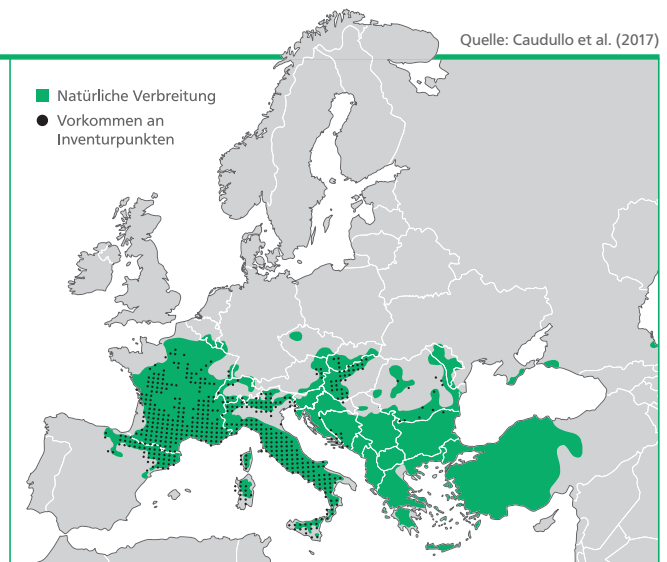 Quelle: Caudullo et al. (2017)
Natürliche Verbreitung
Vorkommen an
Inventurpunkten